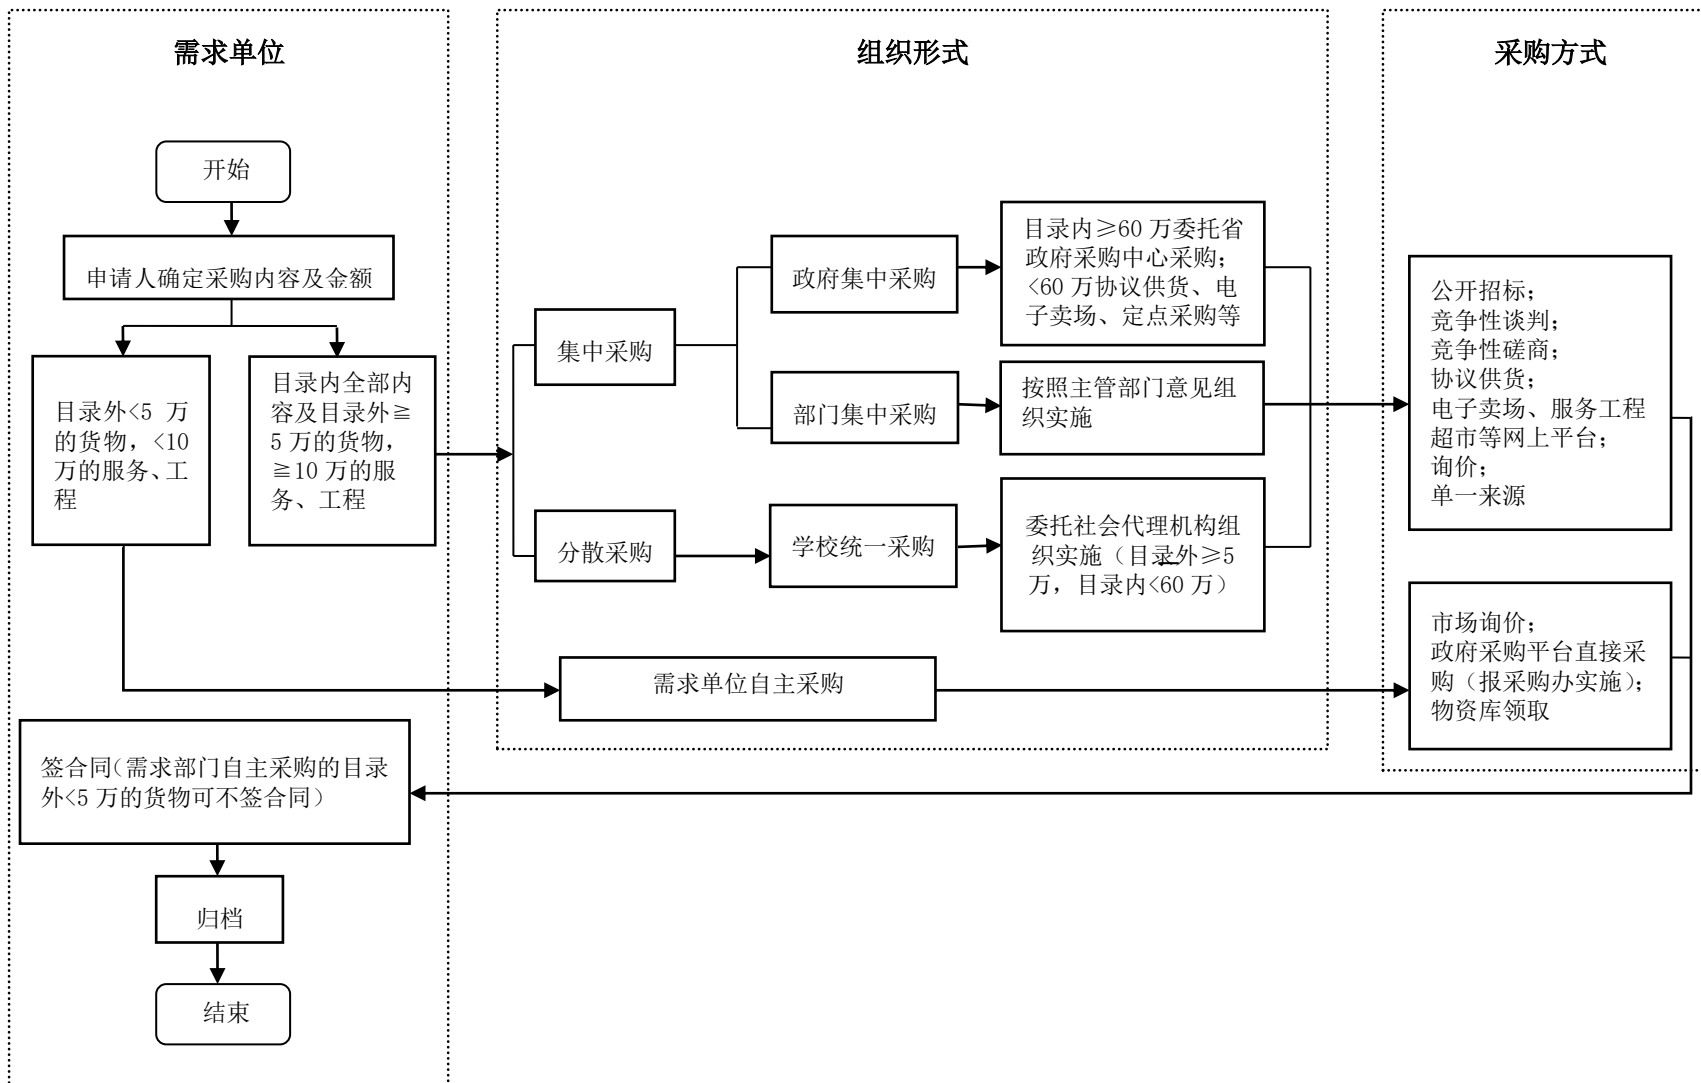 需求单位
组织形式
采购方式
开始
申请人确定采购内容及金额
目录外<5 万
的货物，<10
万的服务、工
程
目录内全部内
容及目录外≧
5 万的货物，
≧10 万的服
务、工程
集中采购
分散采购
政府集中采购
部门集中采购
学校统一采购
目录内≥60 万委托省
政府采购中心采购；
<60 万协议供货、电
子卖场、定点采购等
按照主管部门意见组
织实施
委托社会代理机构组
织实施（目录外≥5
万，目录内<60 万）
需求单位自主采购
公开招标；
竞争性谈判；
竞争性磋商；
协议供货；
电子卖场、服务工程
超市等网上平台；
询价；
单一来源
市场询价；
政府采购平台直接采
购（报采购办实施）；
物资库领取
签合同（需求部门自主采购的目录
外<5 万的货物可不签合同）
归档
结束